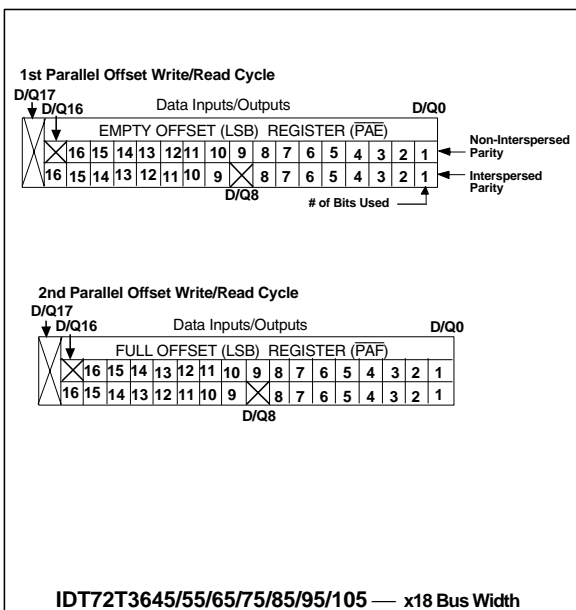 1st Parallel Offset Write/Read Cycle
D/Q17
D/Q16 Data Inputs/Outputs D/Q0
EMPTY OFFSET (LSB) REGISTER (PAE)
16 15 14 13 12 11 10 9 8 7 6 5 4 3 2 1 Non-Interspersed Parity
16 15 14 13 12 11 10 9 8 7 6 5 4 3 2 1 Interspersed Parity
D/Q8
# of Bits Used
2nd Parallel Offset Write/Read Cycle
D/Q17
D/Q16 Data Inputs/Outputs D/Q0
FULL OFFSET (LSB) REGISTER (PAF)
16 15 14 13 12 11 10 9 8 7 6 5 4 3 2 1
16 15 14 13 12 11 10 9 8 7 6 5 4 3 2 1
D/Q8
IDT72T3645/55/65/75/85/95/105 — x18 Bus Width